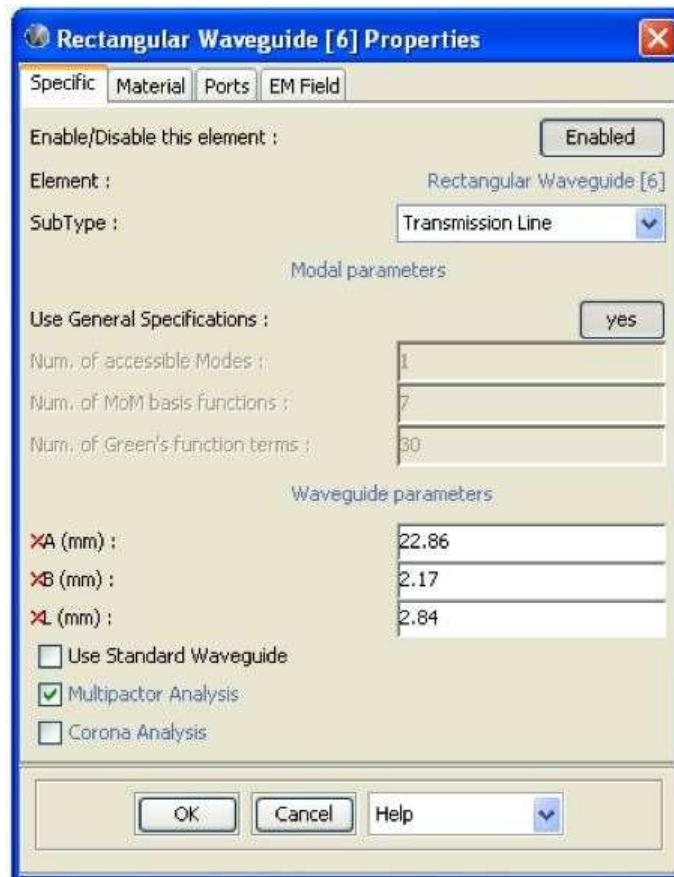 Rectangular Waveguide [6] Properties
Specific Material Ports EM Field
Enable/Disable this element : Enabled
Element : Rectangular Waveguide [6]
SubType : Transmission Line
Modal parameters
Use General Specifications : yes
Num. of accessible Modes : 1
Num. of MoM basis functions : 7
Num. of Green's function terms : 30
Waveguide parameters
A (mm) : 22.86
B (mm) : 2.17
L (mm) : 2.84
Use Standard Waveguide
Multipactor Analysis
Corona Analysis
OK Cancel Help